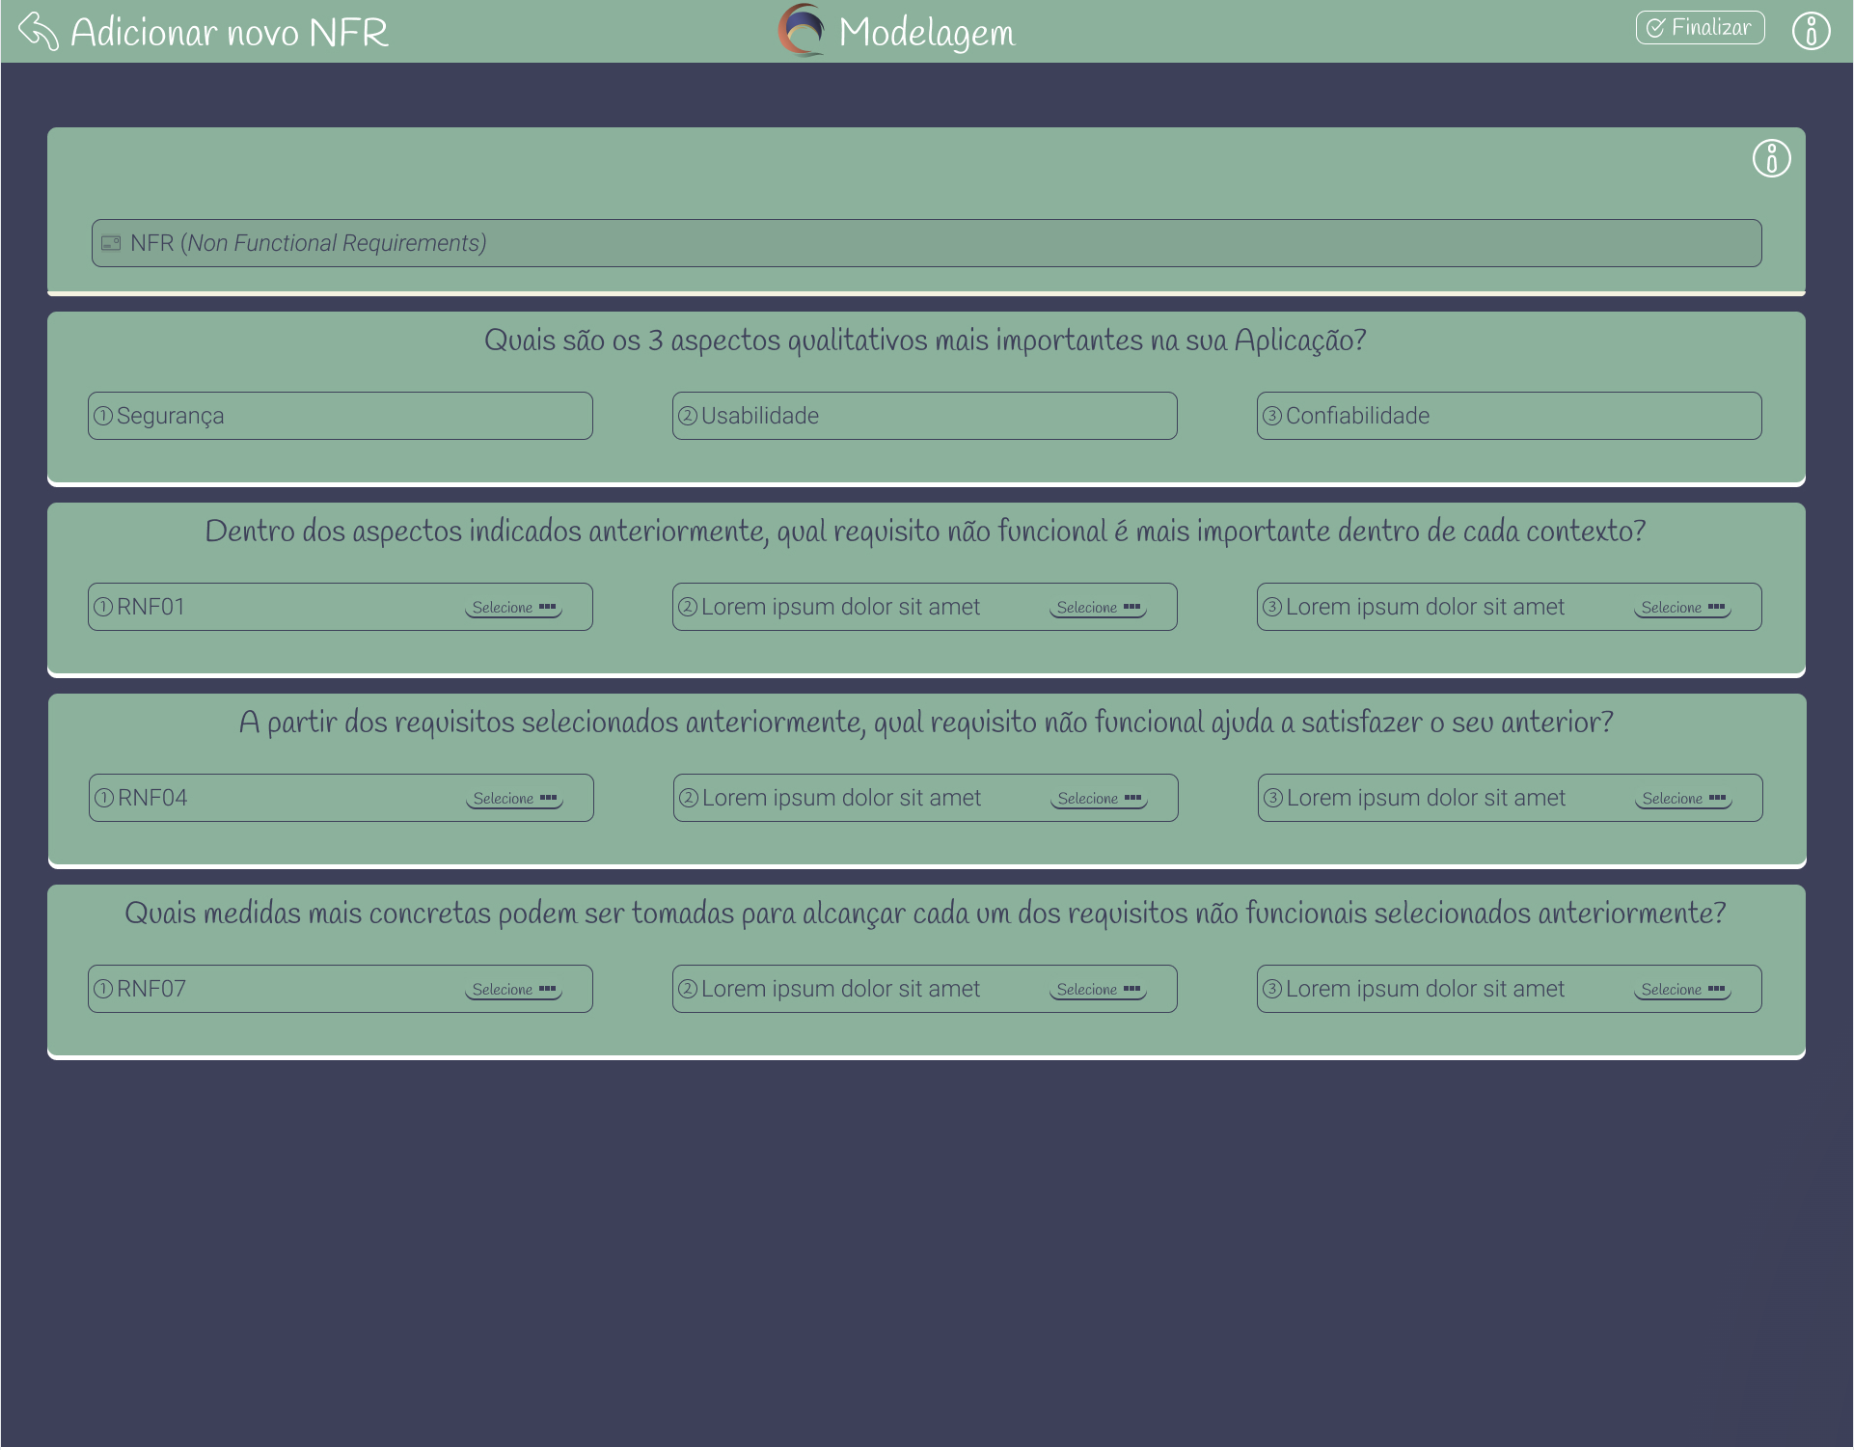 Adicionar novo NFR
Modelagem
Finalizar
NFR (Non Functional Requirements)
Quais são os 3 aspectos qualitativos mais importantes na sua Aplicação?
1 Segurança
2 Usabilidade
3 Confiabilidade
Dentro dos aspectos indicados anteriormente, qual requisito não funcional é mais importante dentro de cada contexto?
1 RNF01 Selecione
2 Lorem ipsum dolor sit amet Selecione
3 Lorem ipsum dolor sit amet Selecione
A partir dos requisitos selecionados anteriormente, qual requisito não funcional ajuda a satisfazer o seu anterior?
1 RNF04 Selecione
2 Lorem ipsum dolor sit amet Selecione
3 Lorem ipsum dolor sit amet Selecione
Quais medidas mais concretas podem ser tomadas para alcançar cada um dos requisitos não funcionais selecionados anteriormente?
1 RNF07 Selecione
2 Lorem ipsum dolor sit amet Selecione
3 Lorem ipsum dolor sit amet Selecione